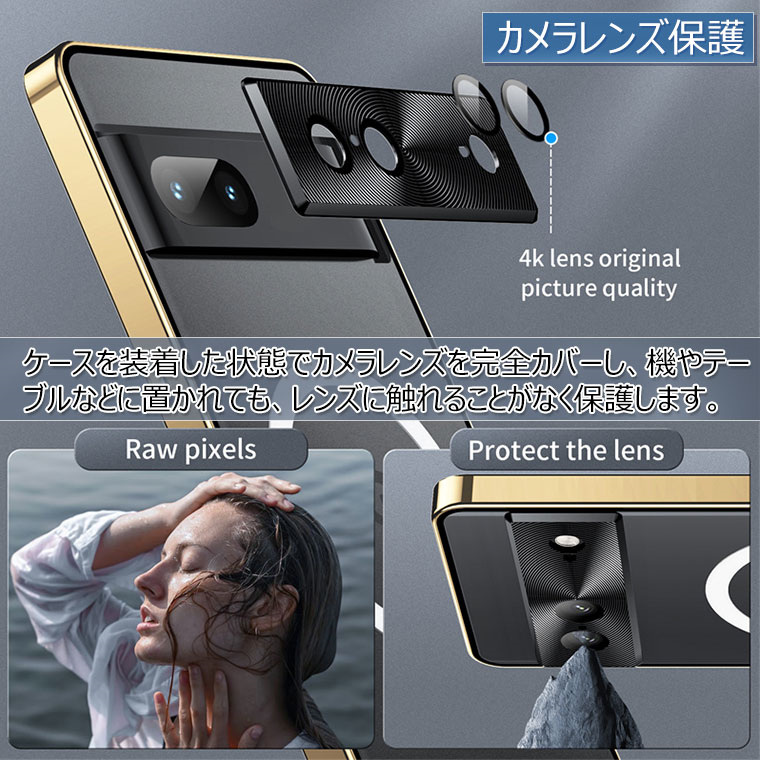 カメラレンズ保護
4k lens original
picture quality
ケースを装着した状態でカメラレンズを完全カバーし、機やテー
ブルなどに置かれても、レンズに触れることがなく保護します。
Raw pixels
Protect the lens